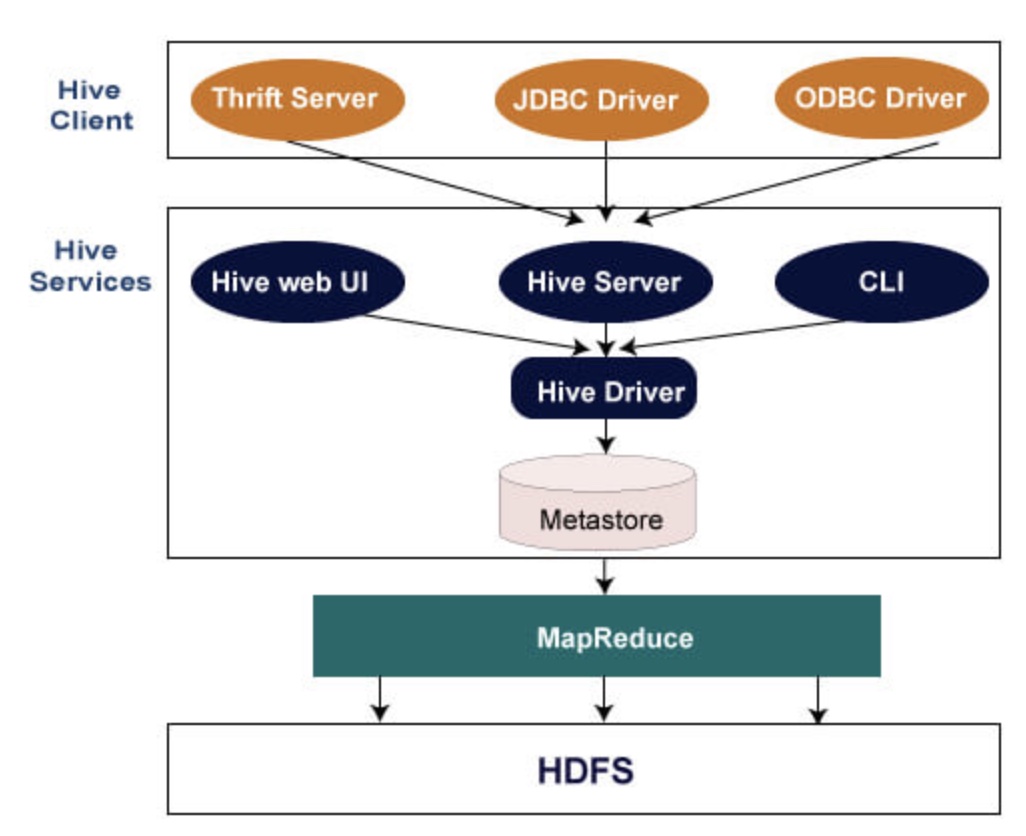 Hive
Client
Thrift Server
JDBC Driver
ODBC Driver
Hive
Services
Hive web UI
Hive Server
CLI
Hive Driver
Metastore
MapReduce
HDFS